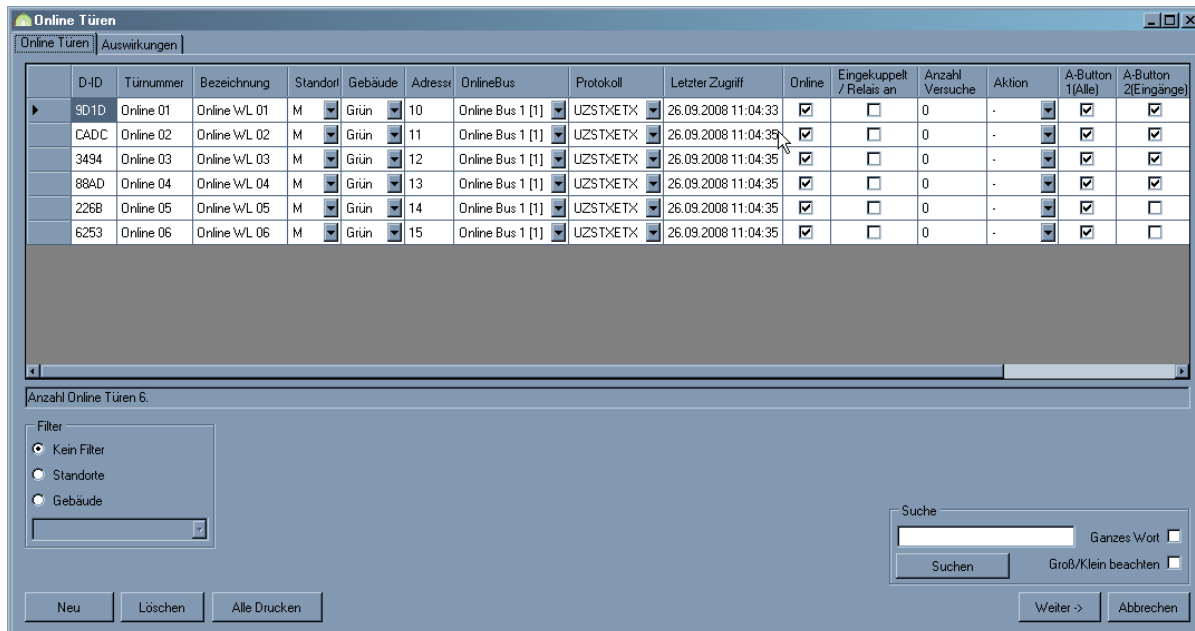 Online Türen
Online Türen Auswirkungen
D-ID Türnummer Bezeichnung Standort Gebäude Adresse OnlineBus Protokoll Letzter Zugriff Online Eingekuppelt / Relais an Anzahl Versuche Aktion A-Button 1(Alle) A-Button 2(Eingänge)
9D1D Online 01 Online WL 01 M Grün 10 Online Bus 1 [1] UZSTXETX 26.09.2008 11:04:33 0 -
CADC Online 02 Online WL 02 M Grün 11 Online Bus 1 [1] UZSTXETX 26.09.2008 11:04:35 0 -
3494 Online 03 Online WL 03 M Grün 12 Online Bus 1 [1] UZSTXETX 26.09.2008 11:04:35 0 -
88AD Online 04 Online WL 04 M Grün 13 Online Bus 1 [1] UZSTXETX 26.09.2008 11:04:35 0 -
226B Online 05 Online WL 05 M Grün 14 Online Bus 1 [1] UZSTXETX 26.09.2008 11:04:35 0 -
6253 Online 06 Online WL 06 M Grün 15 Online Bus 1 [1] UZSTXETX 26.09.2008 11:04:35 0 -
Anzahl Online Türen 6.
Filter
Kein Filter
Standorte
Gebäude
Suche
Ganzes Wort
Suchen Groß/Klein beachten
Neu Löschen Alle Drucken Weiter -> Abbrechen